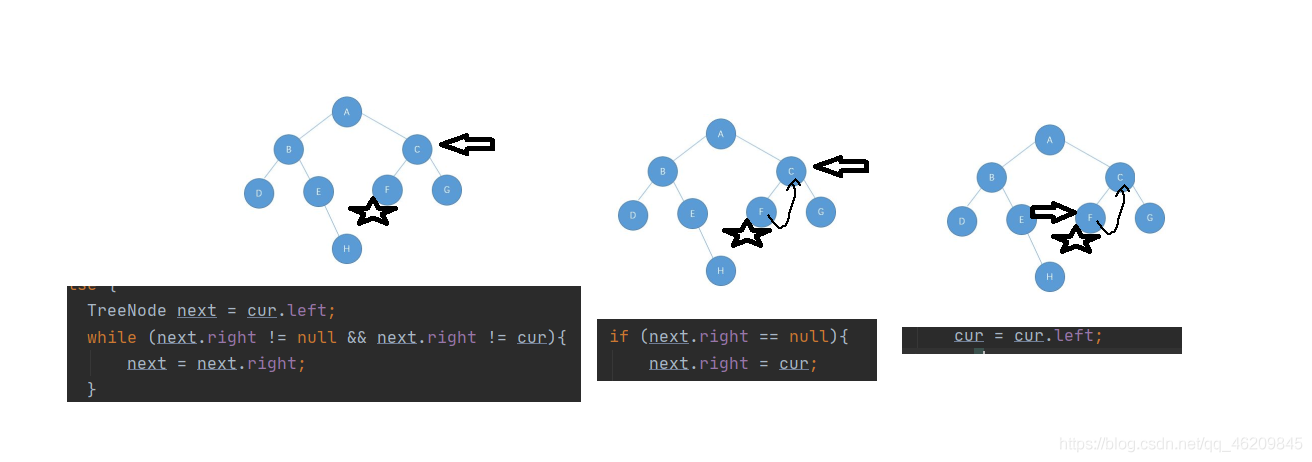 A
B
C
D
E
F
G
H
A
B
C
D
E
F
G
H
A
B
C
D
E
F
G
H
else {
TreeNode next = cur.left;
while (next.right != null && next.right != cur){
next = next.right;
}
if (next.right == null){
next.right = cur;
cur = cur.left;
https://blog.csdn.net/qq_46209845